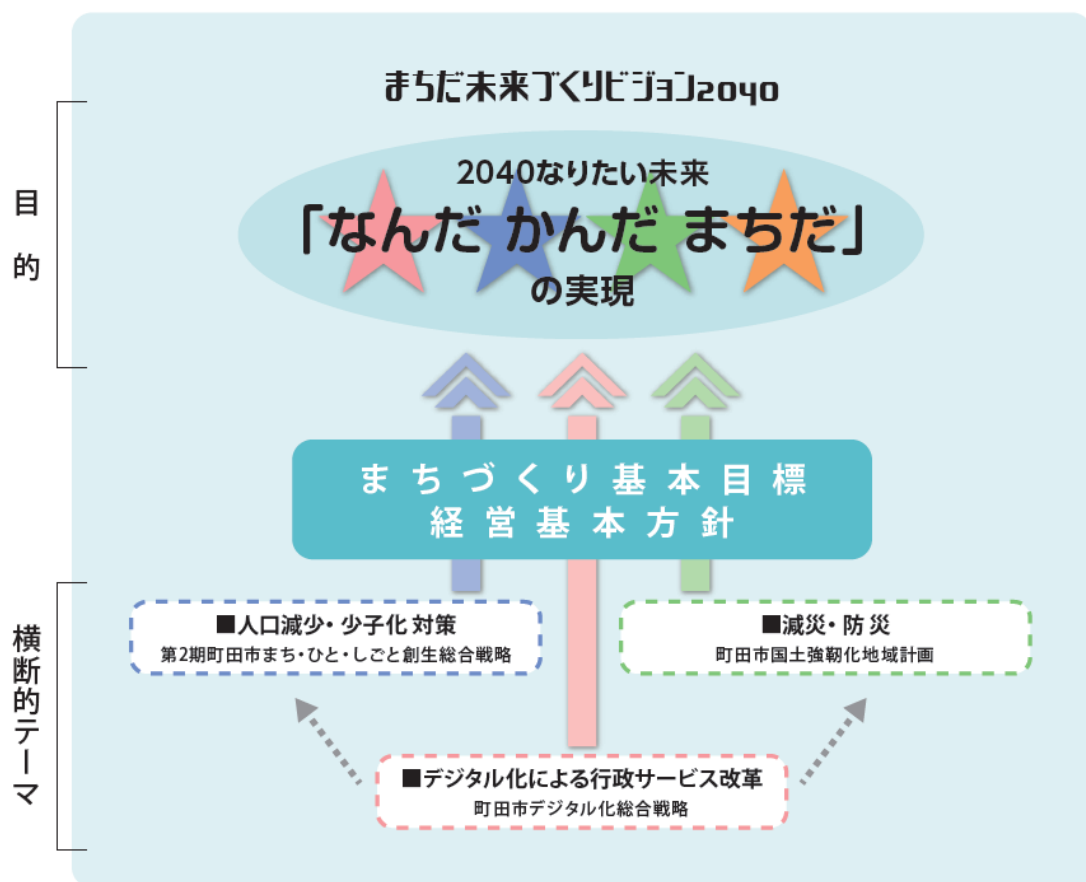 まちだ未来づくりビジョン2040
目的
2040なりたい未来
「なんだ かんだ まちだ」
の実現
まちづくり基本目標
経営基本方針
横断的テーマ
■人口減少・少子化 対策
第2期町田市まち・ひと・しごと創生総合戦略
■減災・防災
町田市国土強靭化地域計画
■デジタル化による行政サービス改革
町田市デジタル化総合戦略